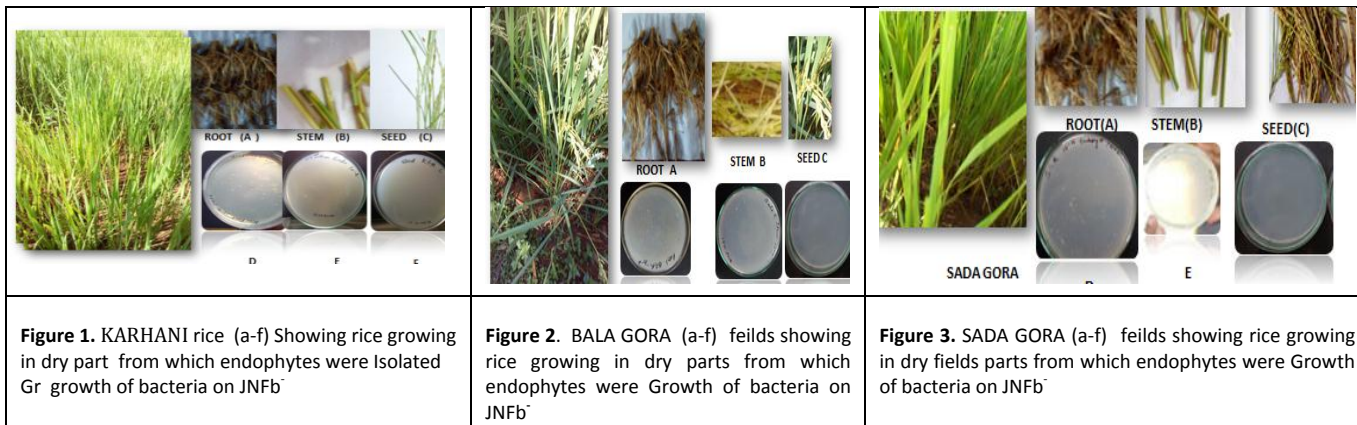 ROOT (A) STEM (B) SEED (C)
D E F
Figure 1. KARHANI rice (a-f) Showing rice growing
in dry part from which endophytes were Isolated
Gr growth of bacteria on JNFb⁻
ROOT A STEM B SEED C
Figure 2. BALA GORA (a-f) feilds showing
rice growing in dry parts from which
endophytes were Growth of bacteria on
JNFb⁻
ROOT(A) STEM(B) SEED(C)
SADA GORA E
Figure 3. SADA GORA (a-f) feilds showing rice growing
in dry fields parts from which endophytes were Growth
of bacteria on JNFb⁻